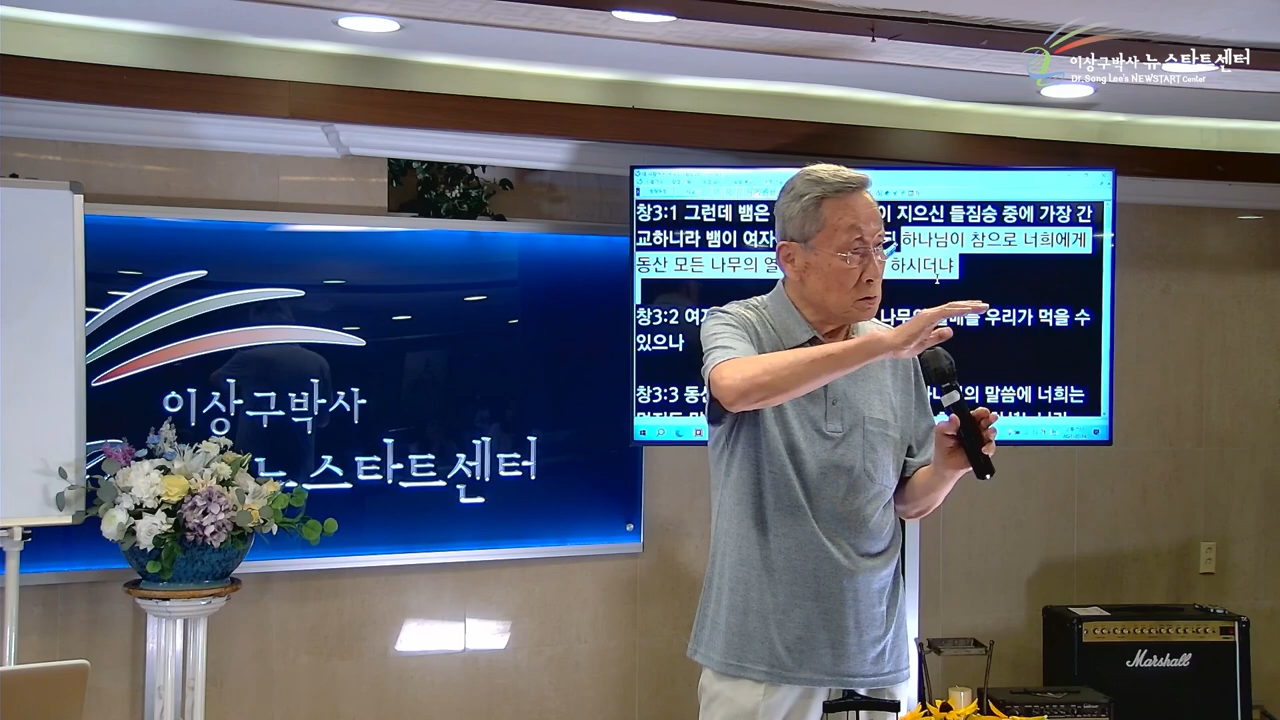 이상구박사 뉴스타트센터
Dr.Sang Lee's NEWSTART Center
창3:1 그런데 뱀은 이 지으신 들짐승 중에 가장 간
교하니라 뱀이 여자 하나님이 참으로 너희에게
동산 모든 나무의 열 하시더냐
창3:2 여자 나무의 열매를 우리가 먹을 수
있으나
창3:3 동산 의 말씀에 너희는
이상구박사
뉴스타트센터
Marshall